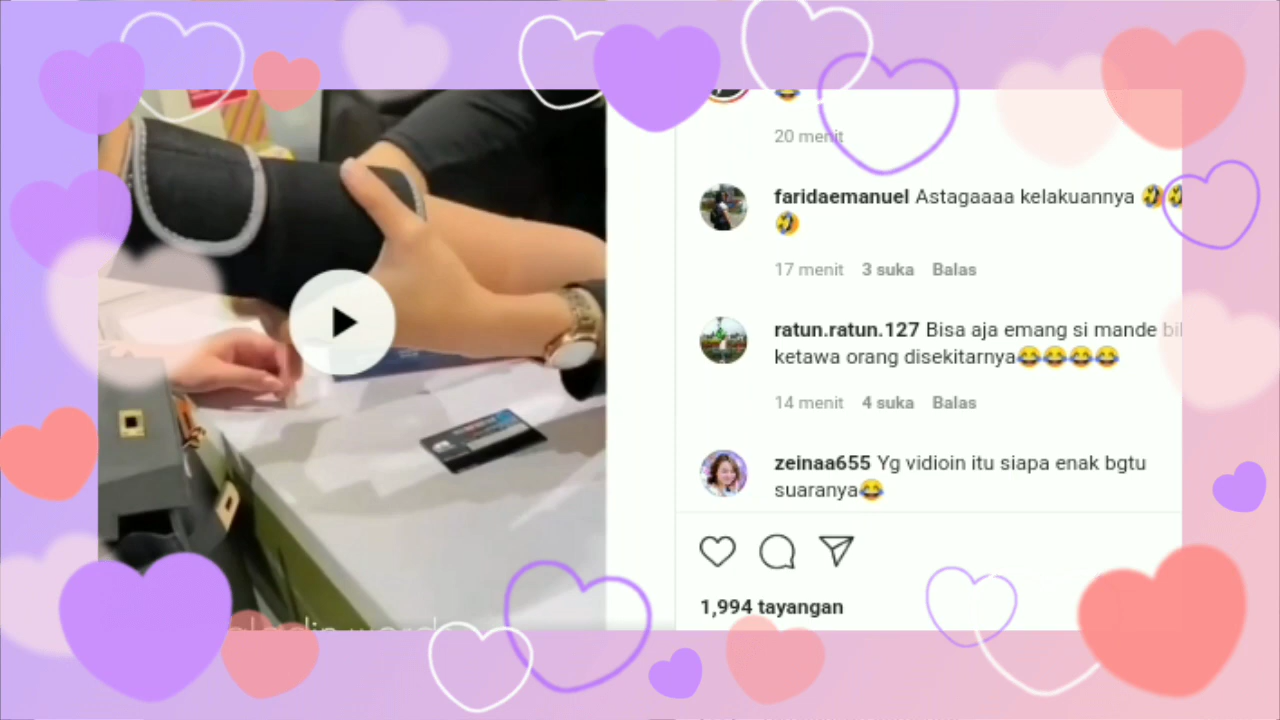 20 menit
faridaemanuel Astagaaaa kelakuannya 🤣🤣
🤣
17 menit 3 suka Balas
ratun.ratun.127 Bisa aja emang si mande
ketawa orang disekitarnya😂😂😂😂
14 menit 4 suka Balas
zeinaa655 Yg vidioin itu siapa enak bgtu
suaranya😂
1,994 tayangan